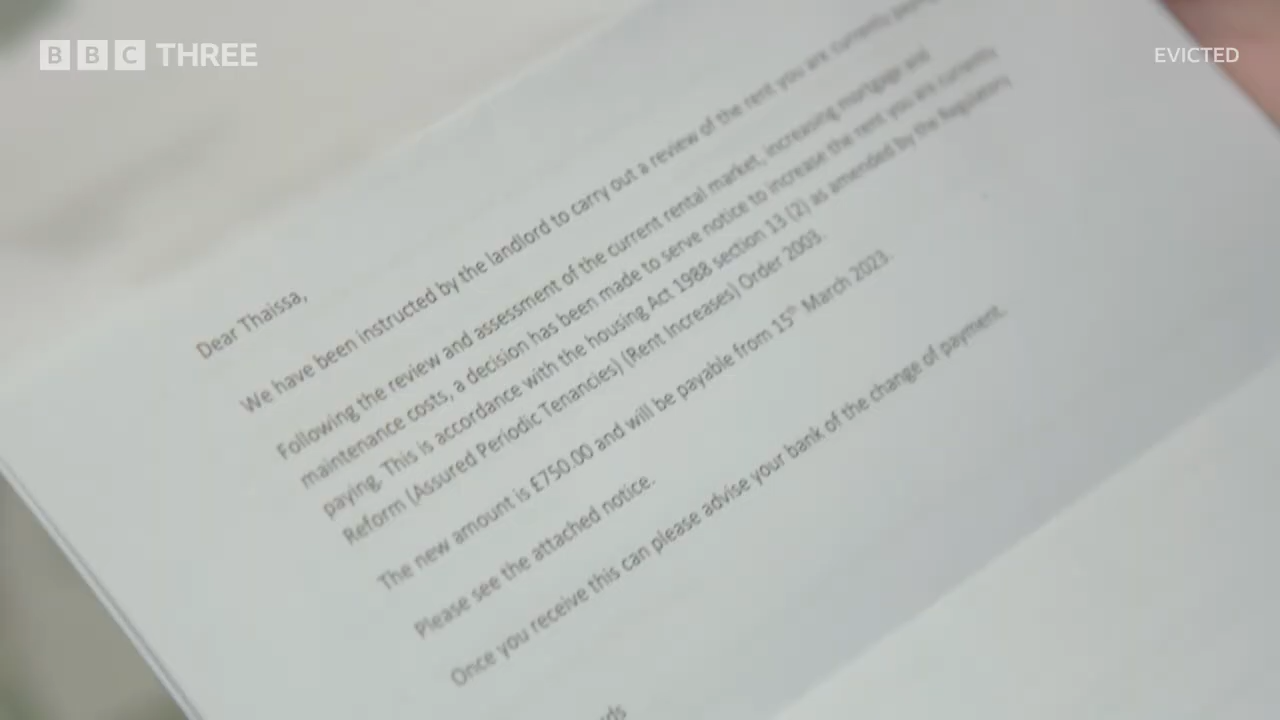 BBC THREE
EVICTED
Dear Thaissa,
We have been instructed by the landlord to carry out a review of the rent you are currently paying
Following the review and assessment of the current rental market, increasing mortgage and
maintenance costs, a decision has been made to serve notice to increase the rent you are currently
paying. This is accordance with the housing Act 1988 section 13 (2) as amended by the Regulatory
Reform (Assured Periodic Tenancies) (Rent Increases) Order 2003.
The new amount is £750.00 and will be payable from 15th March 2023.
Please see the attached notice.
Once you receive this can please advise your bank of the change of payment.